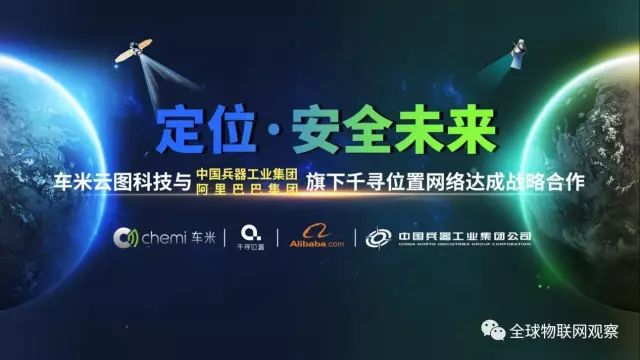 定位·安全未来
车米云图科技与 中国兵器工业集团 阿里巴巴集团 旗下千寻位置网络达成战略合作
chemi 车米
千寻位置
Alibaba.com
中国兵器工业集团公司
CHINA NORTH INDUSTRIES GROUP CORPORATION
全球物联网观察